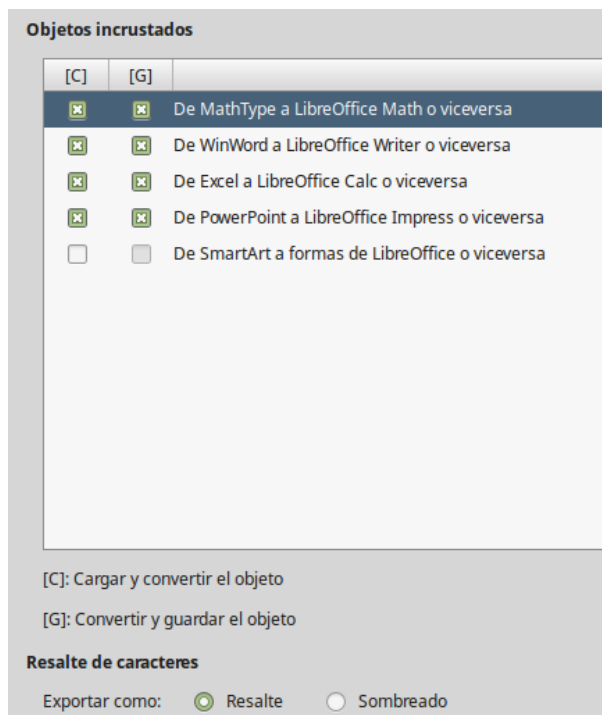 Objetos incrustados
[C] [G]
De MathType a LibreOffice Math o viceversa
De WinWord a LibreOffice Writer o viceversa
De Excel a LibreOffice Calc o viceversa
De PowerPoint a LibreOffice Impress o viceversa
De SmartArt a formas de LibreOffice o viceversa
[C]: Cargar y convertir el objeto
[G]: Convertir y guardar el objeto
Resalte de caracteres
Exportar como: Resalte Sombreado